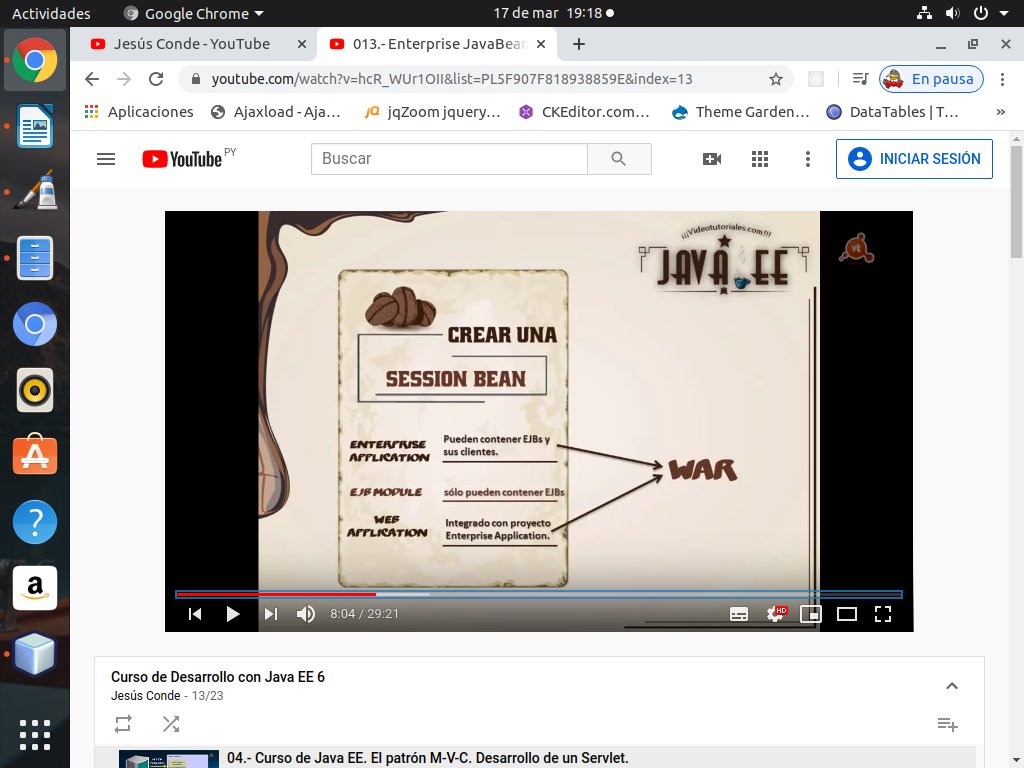 Actividades
Google Chrome
17 de mar 19:18
Jesús Conde - YouTube
013.- Enterprise JavaBean
youtube.com/watch?v=hcR_WUr1OII&list=PL5F907F818938859E&index=13
En pausa
Aplicaciones
Ajaxload - Aja...
jqZoom jquery...
CKEditor.com...
Theme Garden...
DataTables | T...
»
YouTube PY
Buscar
INICIAR SESIÓN
¡¡¡Videotutoriales.com!!!
JAVA EE
vt
CREAR UNA
SESSION BEAN
ENTERPRISE
APPLICATION
Pueden contener EJBs y
sus clientes.
WAR
EJB MODULE
sólo pueden contener EJBs
WEB
APPLICATION
Integrado con proyecto
Enterprise Application.
8:04 / 29:21
HD
Curso de Desarrollo con Java EE 6
Jesús Conde - 13/23
04.- Curso de Java EE. El patrón M-V-C. Desarrollo de un Servlet.